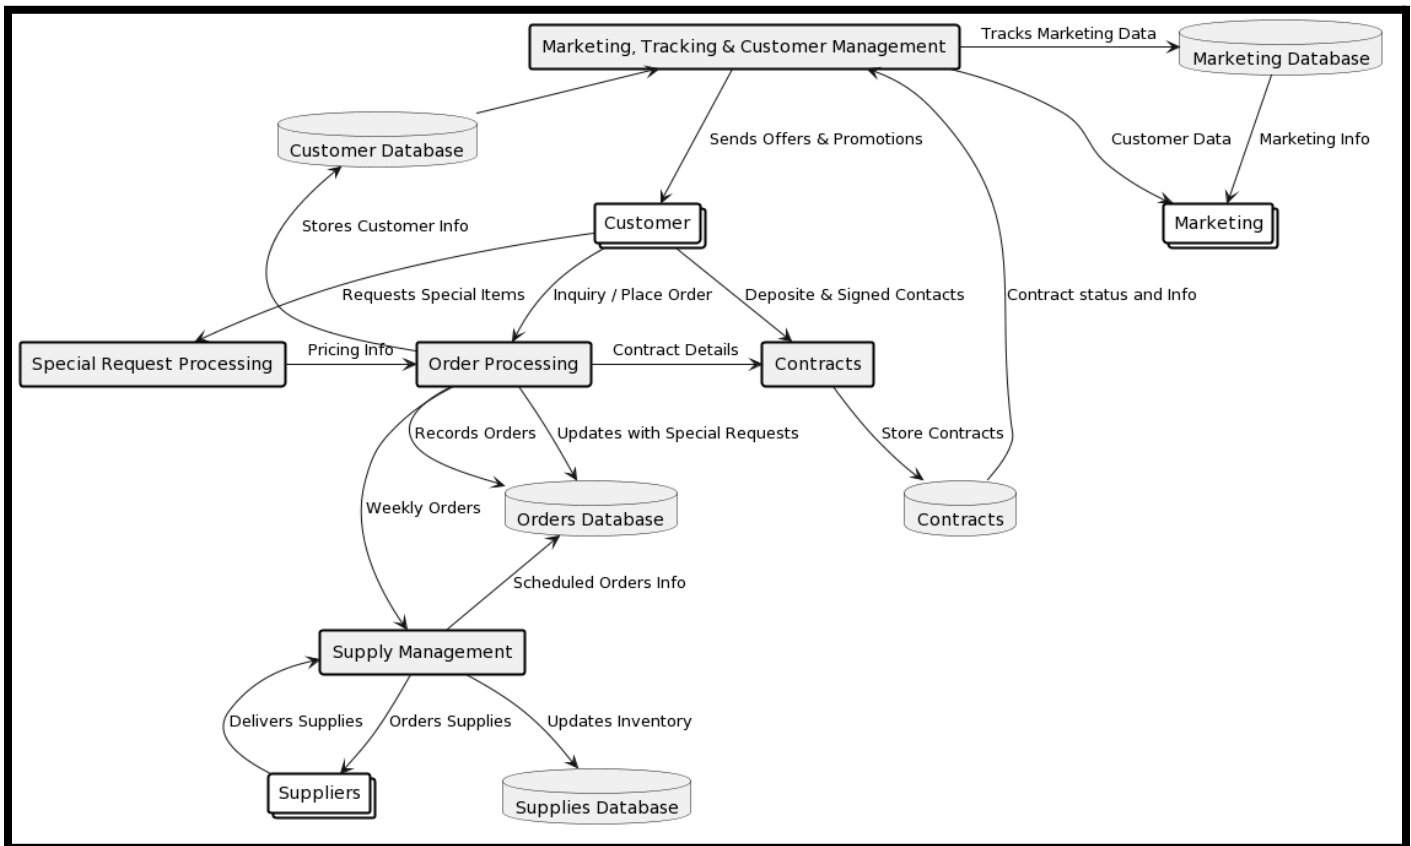 Marketing, Tracking & Customer Management
Tracks Marketing Data
Marketing Database
Customer Database
Sends Offers & Promotions
Customer Data
Marketing Info
Stores Customer Info
Customer
Marketing
Requests Special Items
Inquiry / Place Order
Deposite & Signed Contacts
Contract status and Info
Special Request Processing
Pricing Info
Order Processing
Contract Details
Contracts
Records Orders
Updates with Special Requests
Store Contracts
Weekly Orders
Orders Database
Contracts
Scheduled Orders Info
Supply Management
Delivers Supplies
Orders Supplies
Updates Inventory
Suppliers
Supplies Database